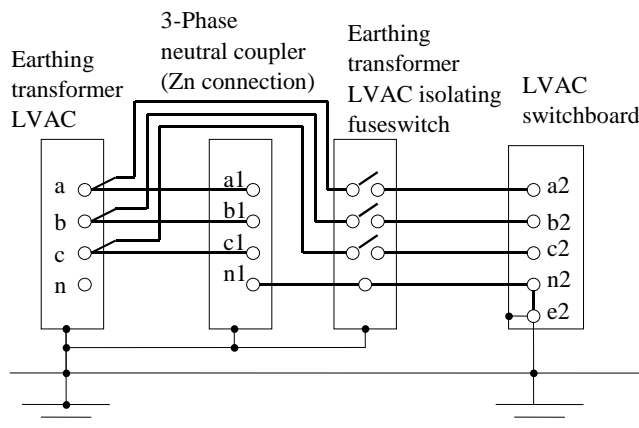 Earthing
transformer
LVAC
3-Phase
neutral coupler
(Zn connection)
Earthing
transformer
LVAC isolating
fuseswitch
LVAC
switchboard
a
b
c
n
a1
b1
c1
n1
a2
b2
c2
n2
e2